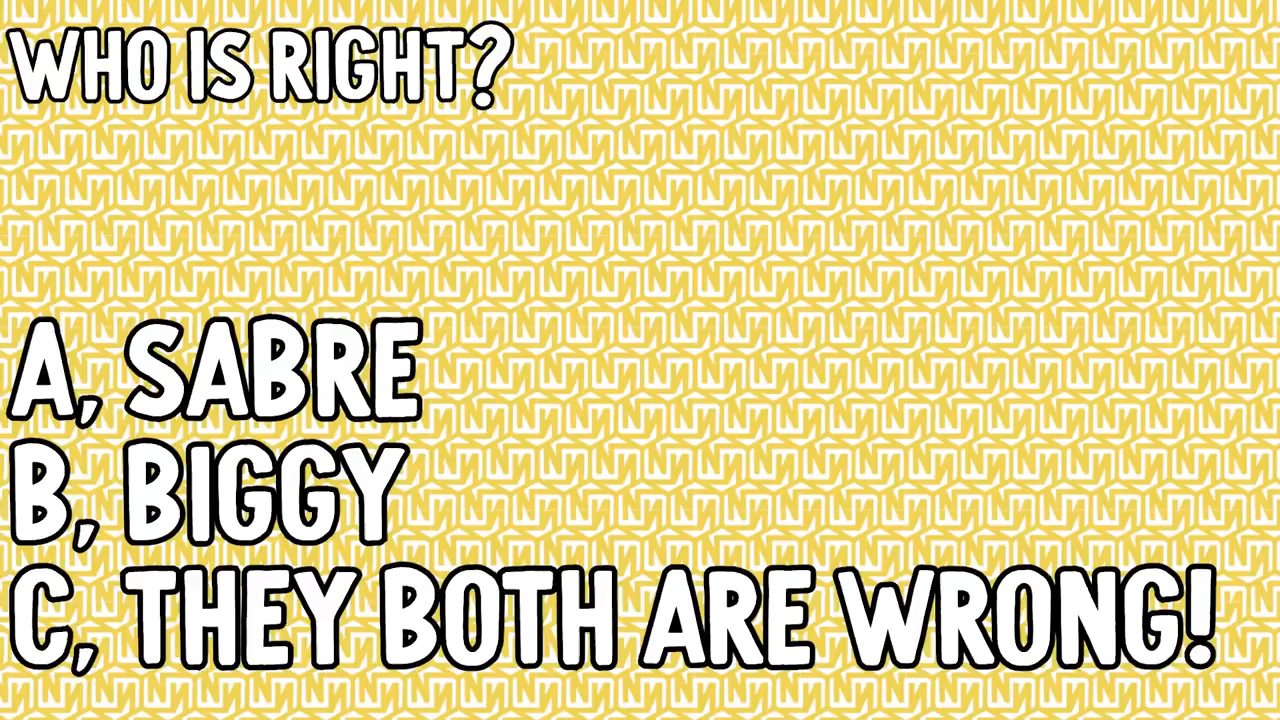 WHO IS RIGHT?
A, SABRE
B, BIGGY
C, THEY BOTH ARE WRONG!